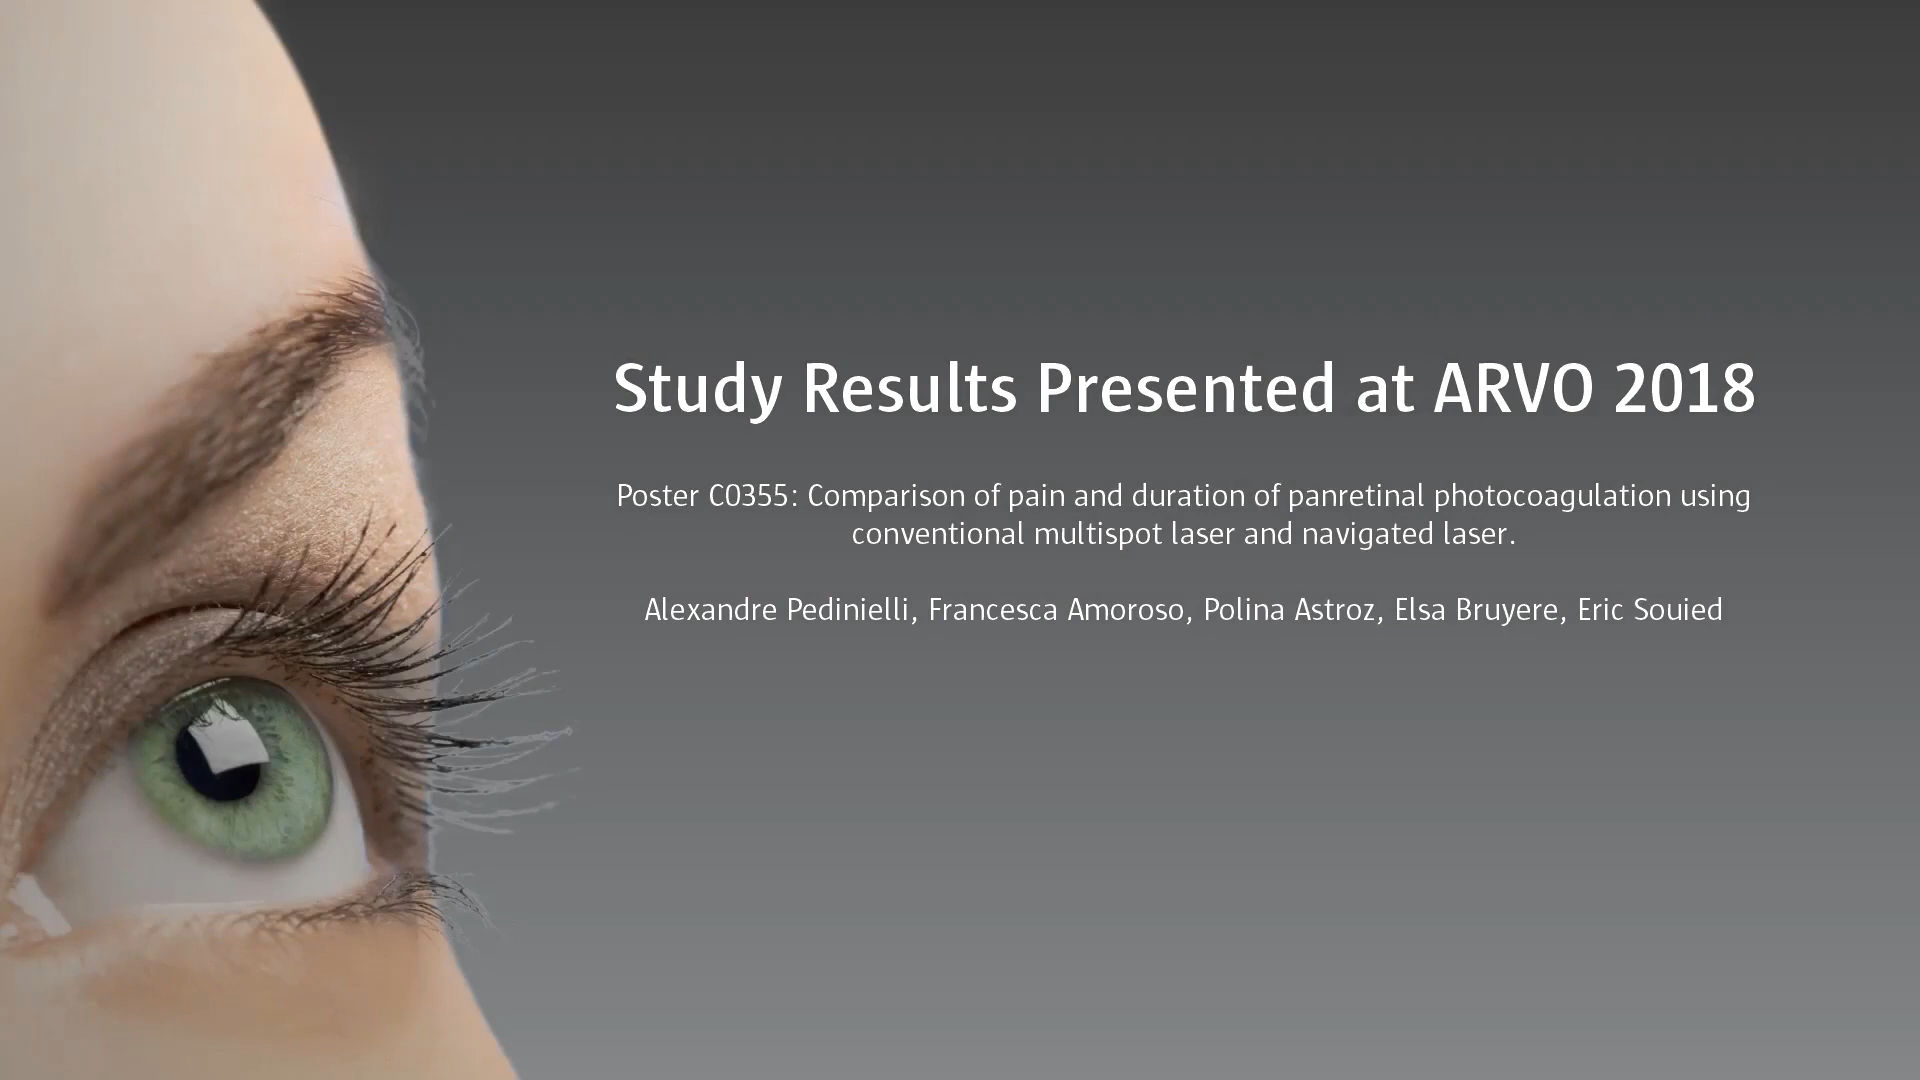 Study Results Presented at ARVO 2018
Poster C0355: Comparison of pain and duration of panretinal photocoagulation using
conventional multispot laser and navigated laser.
Alexandre Pedinielli, Francesca Amoroso, Polina Astroz, Elsa Bruyere, Eric Souied